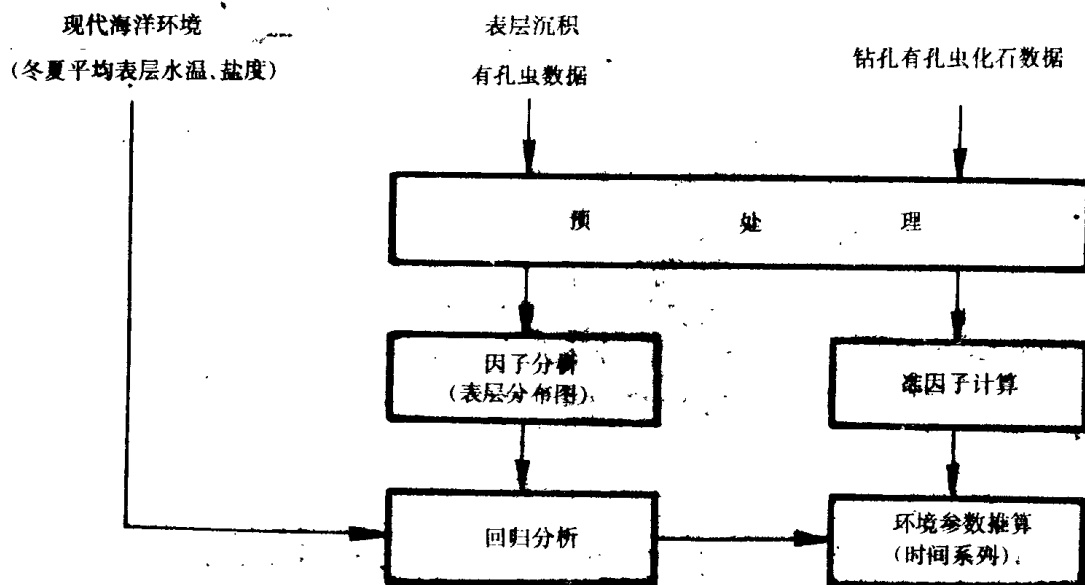 现代海洋环境
(冬夏平均表层水温、盐度)
表层沉积
有孔虫数据
钻孔有孔虫化石数据
预处理
因子分析
(表层分布图)
准因子计算
回归分析
环境参数推算
(时间系列)